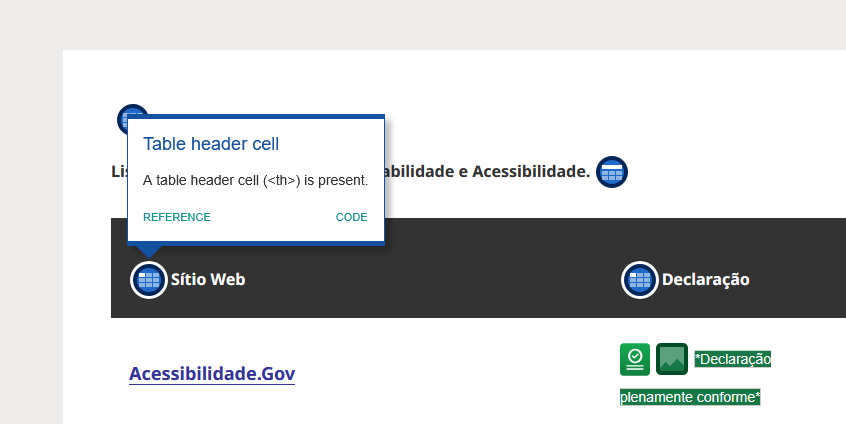 Table header cell
Lis
A table header cell (<th>) is present.
abilidade e Acessibilidade.
REFERENCE
CODE
Sítio Web
Declaração
Acessibilidade.Gov
*Declaração
plenamente conforme*